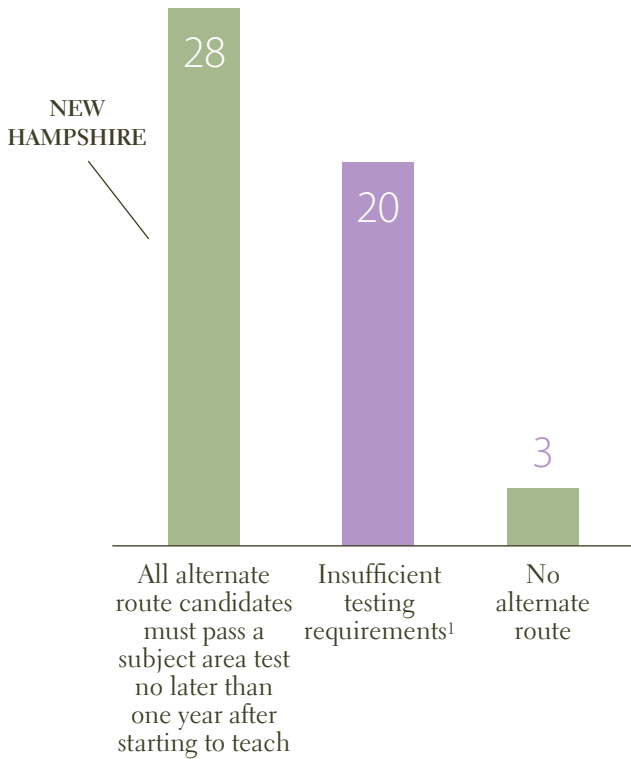 28
NEW
HAMPSHIRE
20
3
All alternate
route candidates
must pass a
subject area test
no later than
one year after
starting to teach
Insufficient
testing
requirements¹
No
alternate
route